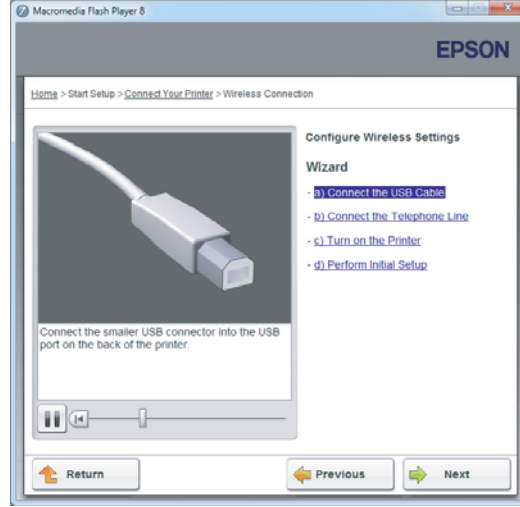 Macromedia Flash Player 8
EPSON
Home > Start Setup > Connect Your Printer > Wireless Connection
Configure Wireless Settings
Wizard
- a) Connect the USB Cable
- b) Connect the Telephone Line
- c) Turn on the Printer
- d) Perform Initial Setup
Connect the smaller USB connector into the USB
port on the back of the printer.
Return
Previous
Next